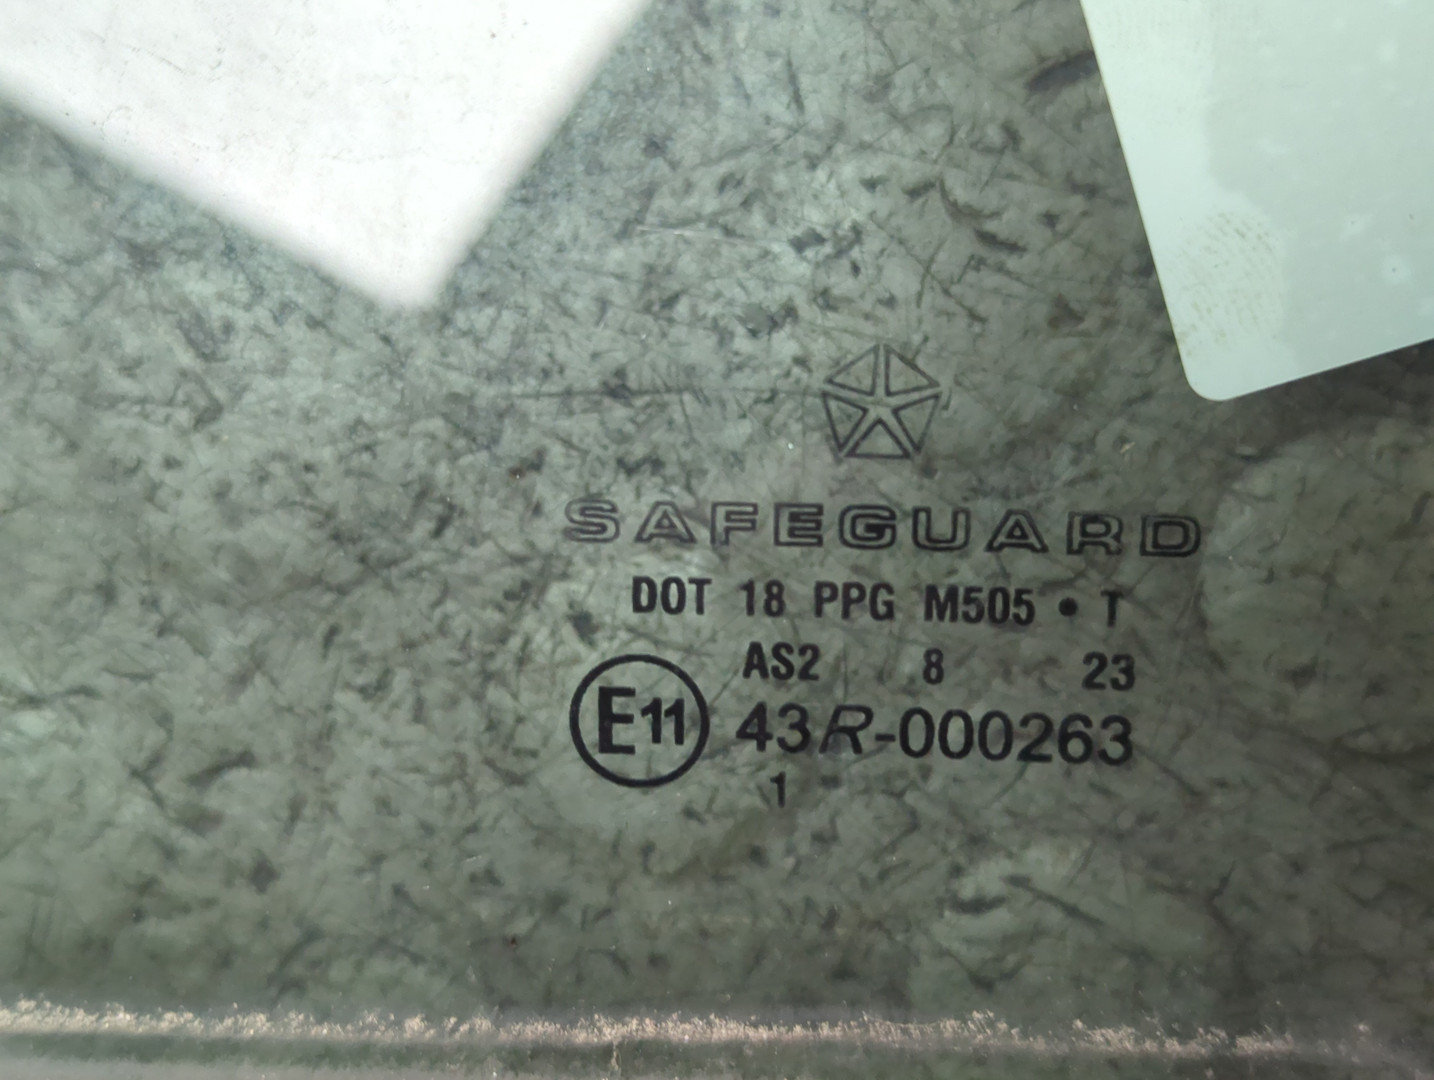 SAFEGUARD
DOT 18 PPG M505 • T
AS2 8 23
E11 43R-000263
1